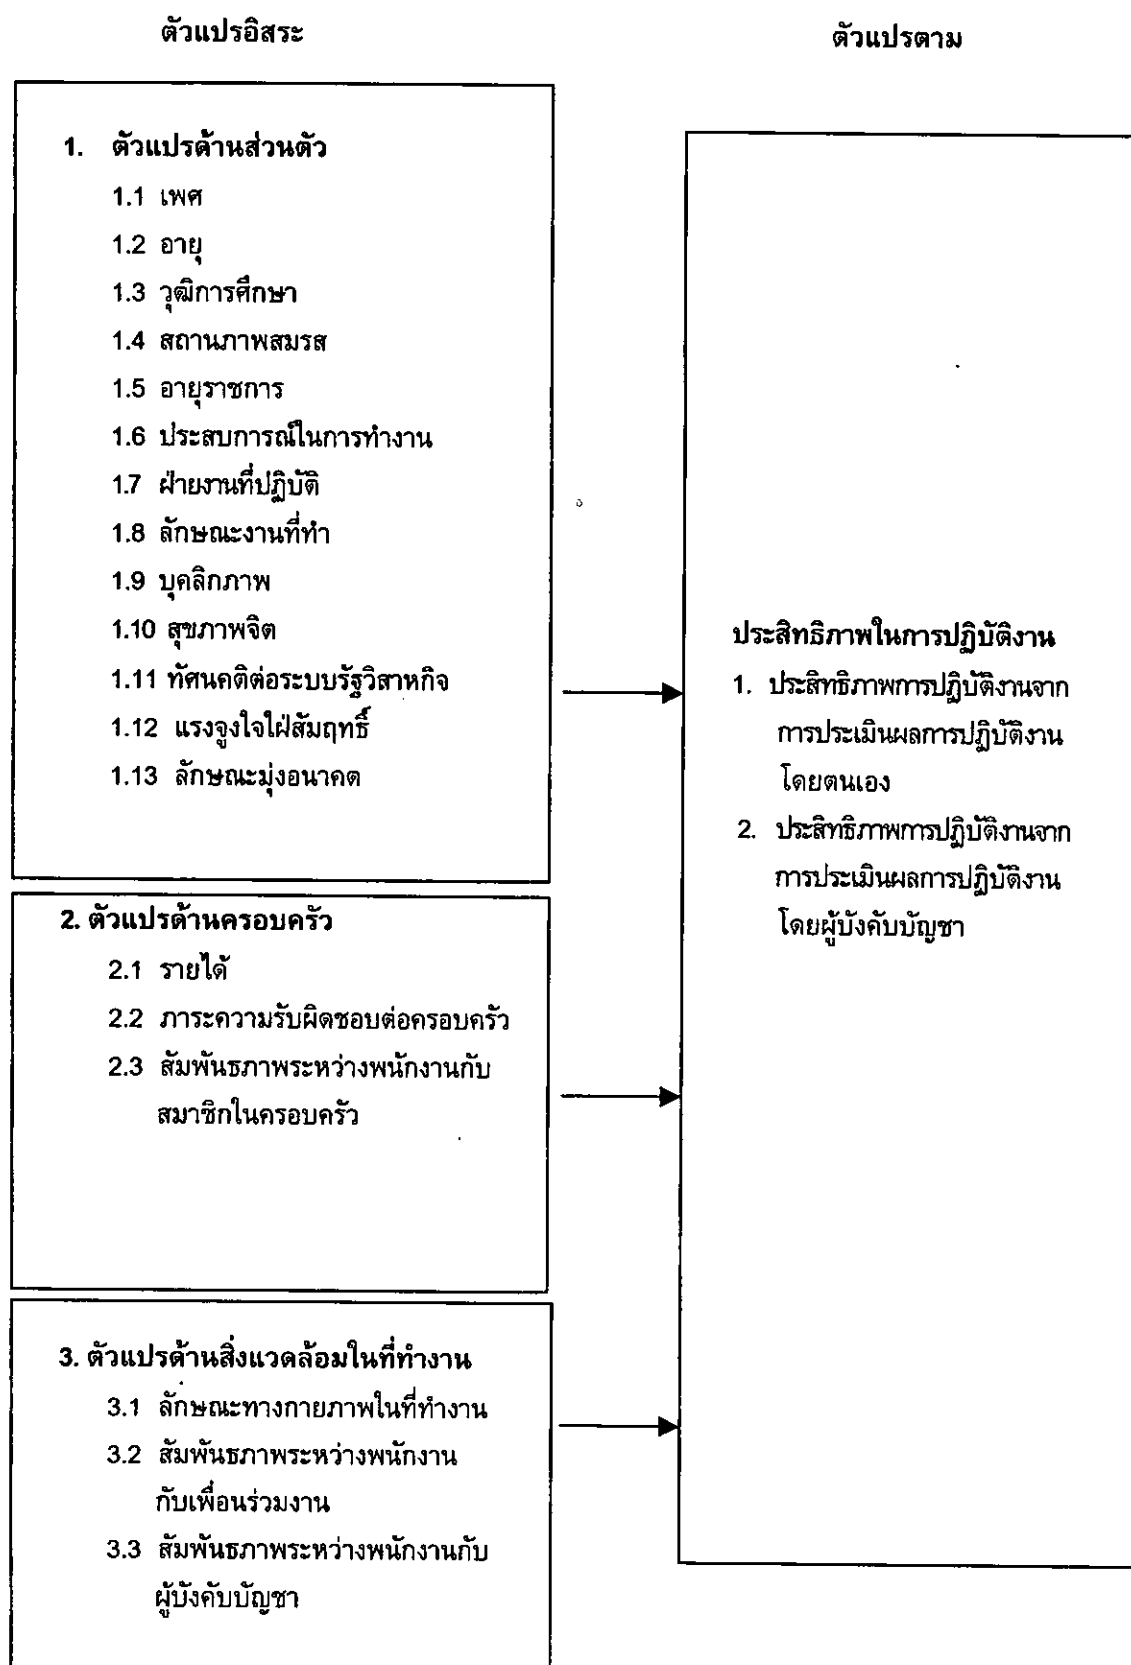 ตัวแปรอิสระ
ตัวแปรตาม
1. ตัวแปรด้านส่วนตัว
1.1 เพศ
1.2 อายุ
1.3 วุฒิการศึกษา
1.4 สถานภาพสมรส
1.5 อายุราชการ
1.6 ประสบการณ์ในการทำงาน
1.7 ฝ่ายงานที่ปฏิบัติ
1.8 ลักษณะงานที่ทำ
1.9 บุคลิกภาพ
1.10 สุขภาพจิต
1.11 ทัศนคติต่อระบบรัฐวิสาหกิจ
1.12 แรงจูงใจใฝ่สัมฤทธิ์
1.13 ลักษณะมุ่งอนาคต
2. ตัวแปรด้านครอบครัว
2.1 รายได้
2.2 ภาระความรับผิดชอบต่อครอบครัว
2.3 สัมพันธภาพระหว่างพนักงานกับ
สมาชิกในครอบครัว
3. ตัวแปรด้านสิ่งแวดล้อมในที่ทำงาน
3.1 ลักษณะทางกายภาพในที่ทำงาน
3.2 สัมพันธภาพระหว่างพนักงาน
กับเพื่อนร่วมงาน
3.3 สัมพันธภาพระหว่างพนักงานกับ
ผู้บังคับบัญชา
ประสิทธิภาพในการปฏิบัติงาน
1. ประสิทธิภาพการปฏิบัติงานจาก
การประเมินผลการปฏิบัติงาน
โดยตนเอง
2. ประสิทธิภาพการปฏิบัติงานจาก
การประเมินผลการปฏิบัติงาน
โดยผู้บังคับบัญชา